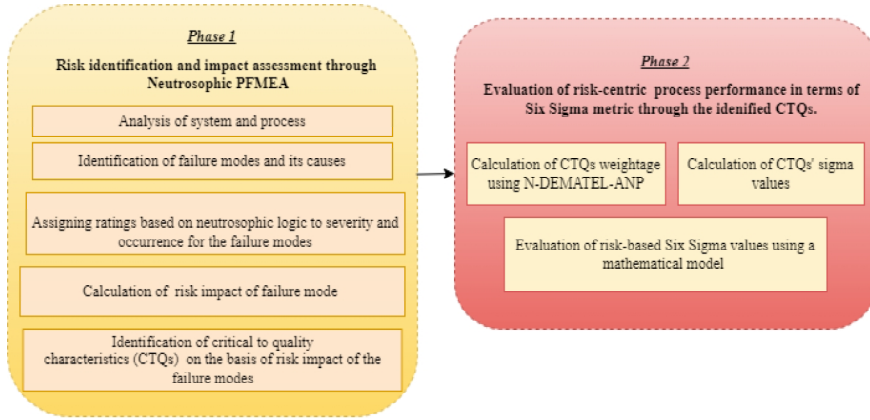 Phase 1
Risk identification and impact assessment through
Neutrosophic PFMEA
Analysis of system and process
Identification of failure modes and its causes
Assigning ratings based on neutrosophic logic to severity and
occurrence for the failure modes
Calculation of risk impact of failure mode
Identification of critical to quality
characteristics (CTQs) on the basis of risk impact of the
failure modes
Phase 2
Evaluation of risk-centric process performance in terms of
Six Sigma metric through the idenified CTQs.
Calculation of CTQs weightage
using N-DEMATEL-ANP
Calculation of CTQs' sigma
values
Evaluation of risk-based Six Sigma values using a
mathematical model